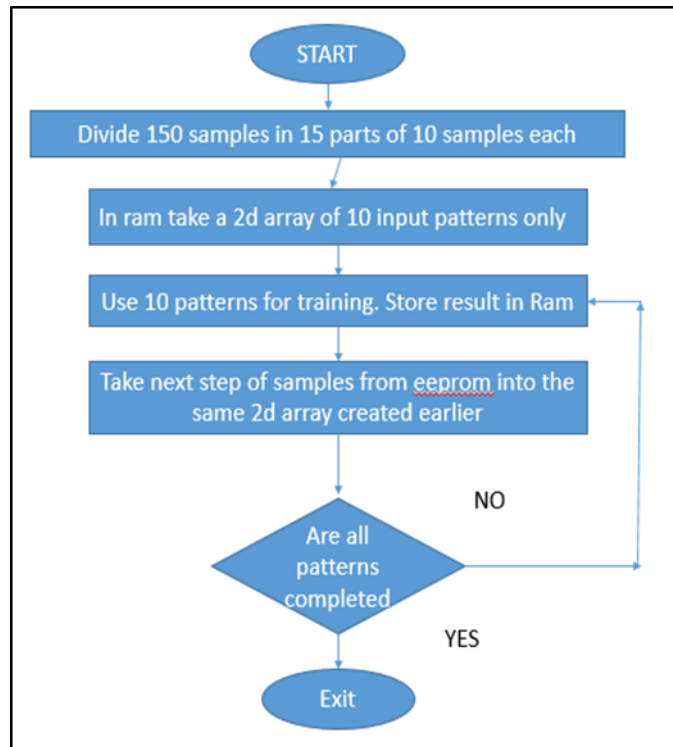 START
Divide 150 samples in 15 parts of 10 samples each
In ram take a 2d array of 10 input patterns only
Use 10 patterns for training. Store result in Ram
Take next step of samples from eeprom into the
same 2d array created earlier
NO
Are all
patterns
completed
YES
Exit